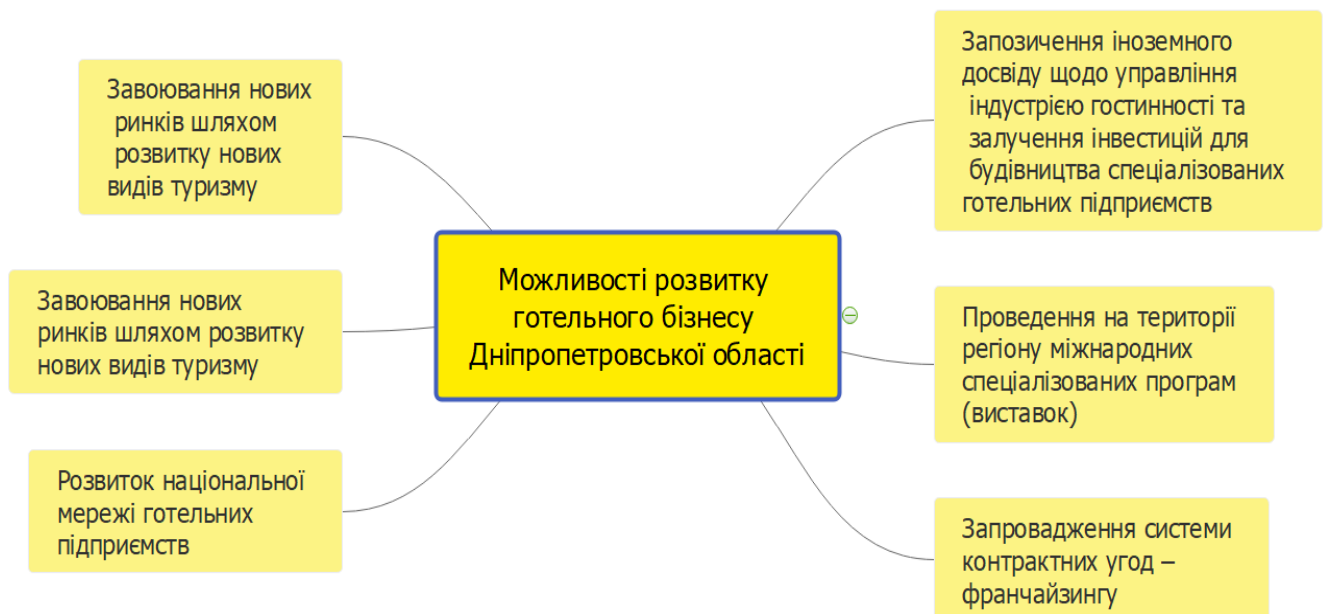 Завоювання нових
ринків шляхом
розвитку нових
видів туризму
Завоювання нових
ринків шляхом розвитку
нових видів туризму
Розвиток національної
мережі готельних
підприємств
Можливості розвитку
готельного бізнесу
Дніпропетровської області
Запозичення іноземного
досвіду щодо управління
індустрією гостинності та
залучення інвестицій для
будівництва спеціалізованих
готельних підприємств
Проведення на території
регіону міжнародних
спеціалізованих програм
(виставок)
Запровадження системи
контрактних угод –
франчайзингу